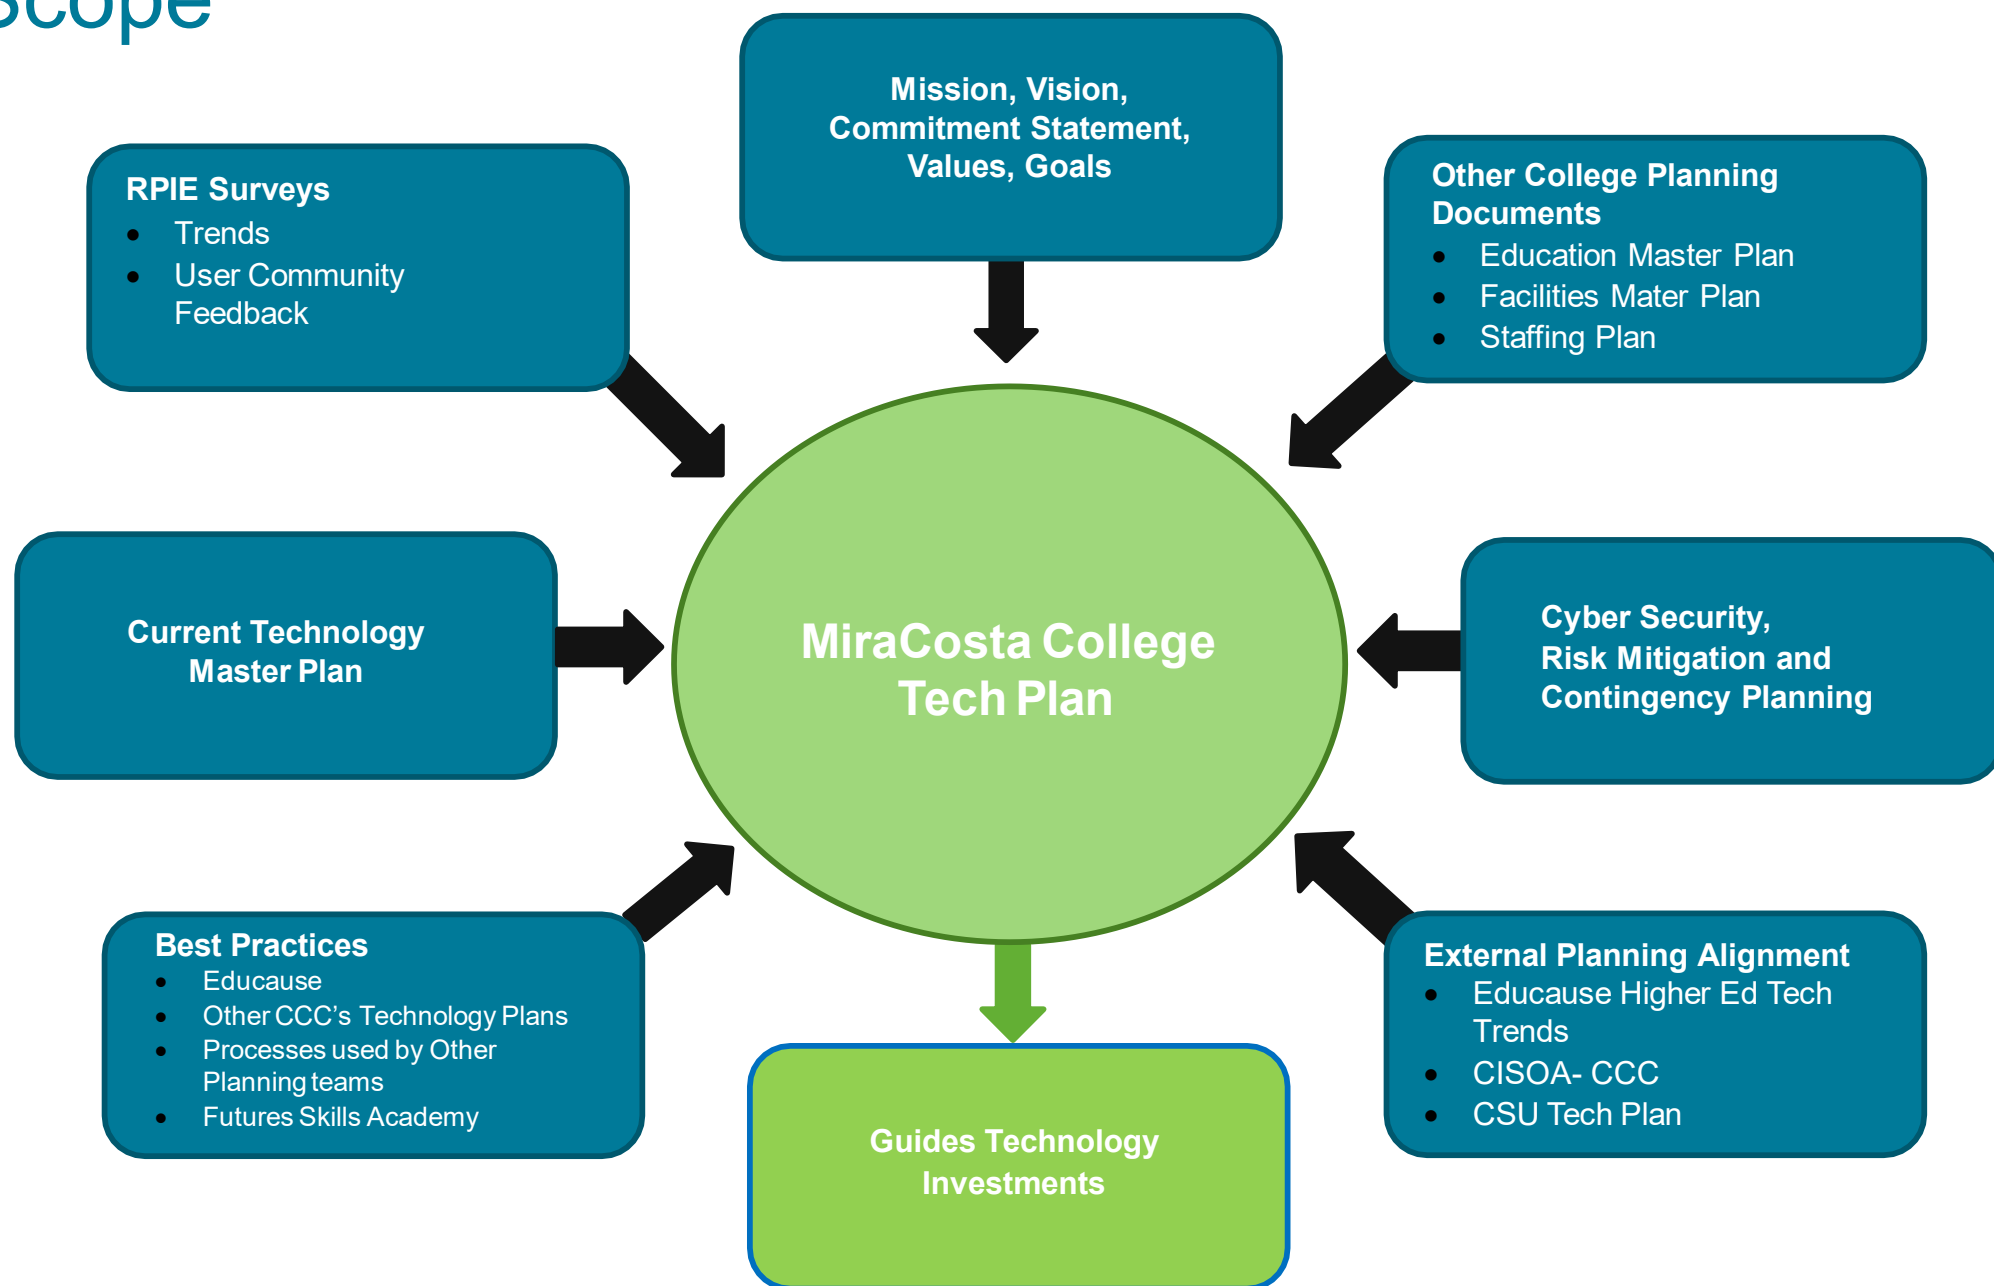 Scope
Mission, Vision,
Commitment Statement,
Values, Goals
RPIE Surveys
• Trends
• User Community
Feedback
Other College Planning
Documents
• Education Master Plan
• Facilities Mater Plan
• Staffing Plan
Current Technology
Master Plan
MiraCosta College
Tech Plan
Cyber Security,
Risk Mitigation and
Contingency Planning
Best Practices
• Educause
• Other CCC's Technology Plans
• Processes used by Other
Planning teams
• Futures Skills Academy
External Planning Alignment
• Educause Higher Ed Tech
Trends
• CISOA- CCC
• CSU Tech Plan
Guides Technology
Investments